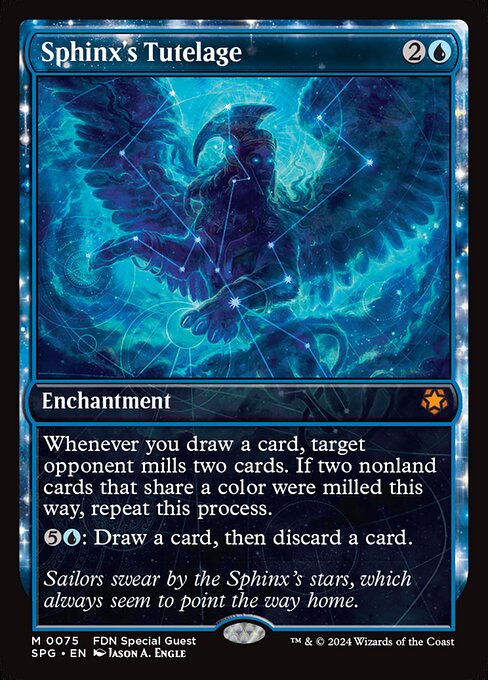 Sphinx's Tutelage 2
Enchantment
Whenever you draw a card, target
opponent mills two cards. If two nonland
cards that share a color were milled this
way, repeat this process.
5: Draw a card, then discard a card.
Sailors swear by the Sphinx's stars, which
always seem to point the way home.
M 0075 FDN Special Guest
SPG • EN Jason A. Engle ™ & © 2024 Wizards of the Coast